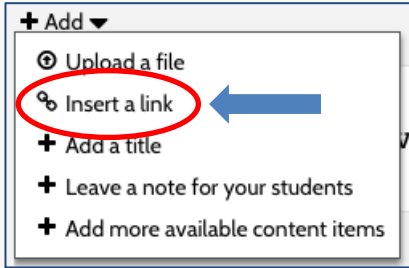 Add
Upload a file
Insert a link
Add a title
Leave a note for your students
Add more available content items